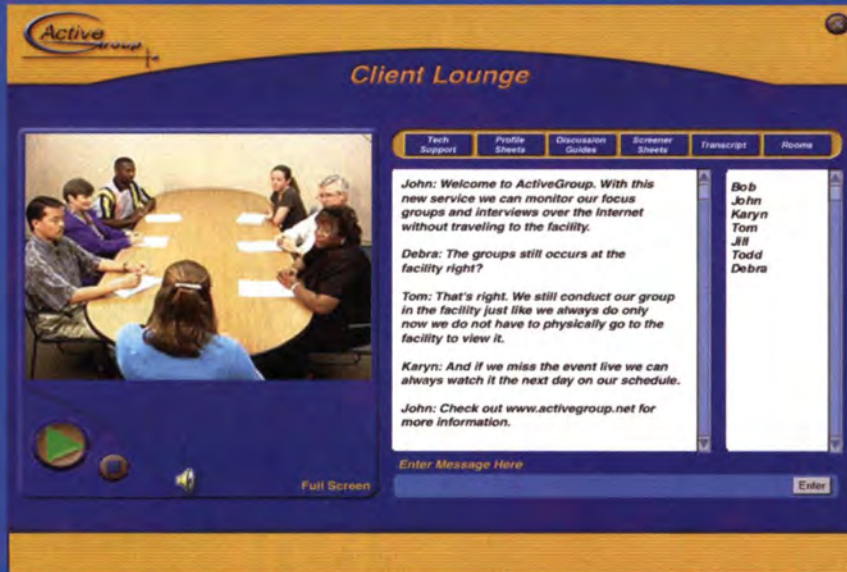 Active
Group
Client Lounge
Tech
Support
Profile
Sheets
Discussion
Guides
Screener
Sheets
Transcript
Rooms
John: Welcome to ActiveGroup. With this
new service we can monitor our focus
groups and interviews over the Internet
without traveling to the facility.
Debra: The groups still occurs at the
facility right?
Tom: That's right. We still conduct our group
in the facility just like we always do only
now we do not have to physically go to the
facility to view it.
Karyn: And if we miss the event live we can
always watch it the next day on our schedule.
John: Check out www.activegroup.net for
more information.
Bob
John
Karyn
Tom
Jill
Todd
Debra
Full Screen
Enter Message Here
Enter